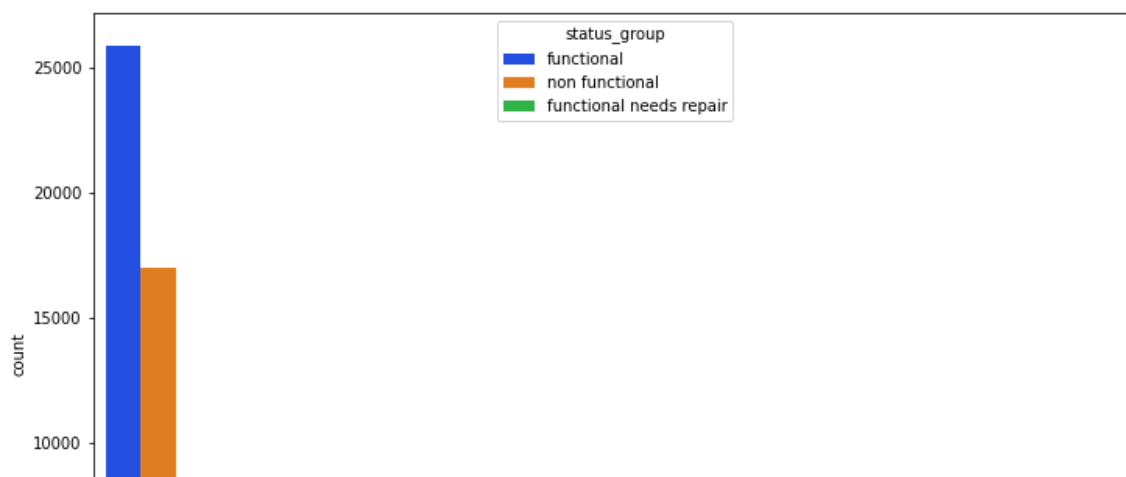 status_group
functional
non functional
functional needs repair
25000
20000
15000
10000
count